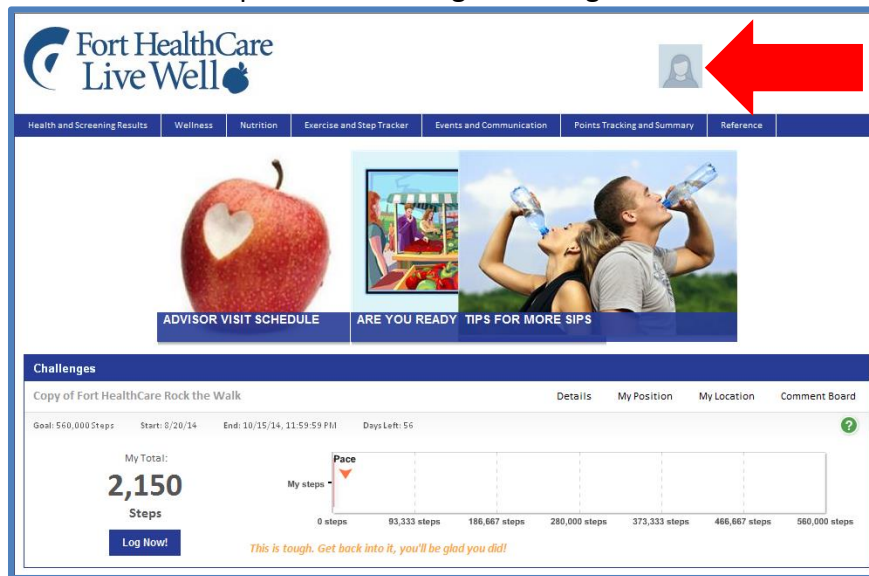 Fort HealthCare
Live Well
Health and Screening Results Wellness Nutrition Exercise and Step Tracker Events and Communication Points Tracking and Summary Reference
ADVISOR VISIT SCHEDULE ARE YOU READY TIPS FOR MORE SIPS
Challenges
Copy of Fort HealthCare Rock the Walk Details My Position My Location Comment Board
Goal: 560,000 Steps Start: 8/20/14 End: 10/15/14, 11:59:59 PM Days Left: 56 ?
My Total:
2,150
Steps
Log Now!
Pace
My steps
0 steps 93,333 steps 186,667 steps 280,000 steps 373,333 steps 466,667 steps 560,000 steps
This is tough. Get back into it, you'll be glad you did!